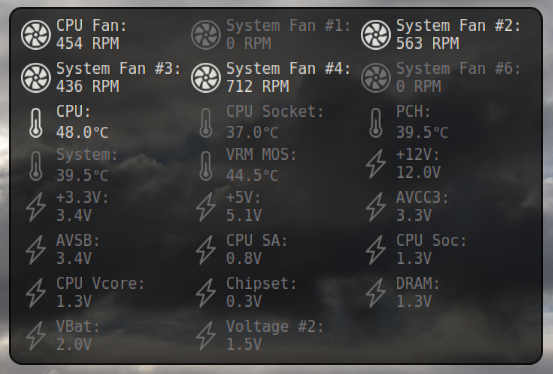 CPU Fan: System Fan #1: System Fan #2:
454 RPM 0 RPM 563 RPM
System Fan #3: System Fan #4: System Fan #6:
436 RPM 712 RPM 0 RPM
CPU: CPU Socket: PCH:
48.0°C 37.0°C 39.5°C
System: VRM MOS: +12V:
39.5°C 44.5°C 12.0V
+3.3V: +5V: AVCC3:
3.4V 5.1V 3.3V
AVSB: CPU SA: CPU Soc:
3.4V 0.8V 1.3V
CPU Vcore: Chipset: DRAM:
1.3V 0.3V 1.3V
VBat: Voltage #2:
2.0V 1.5V